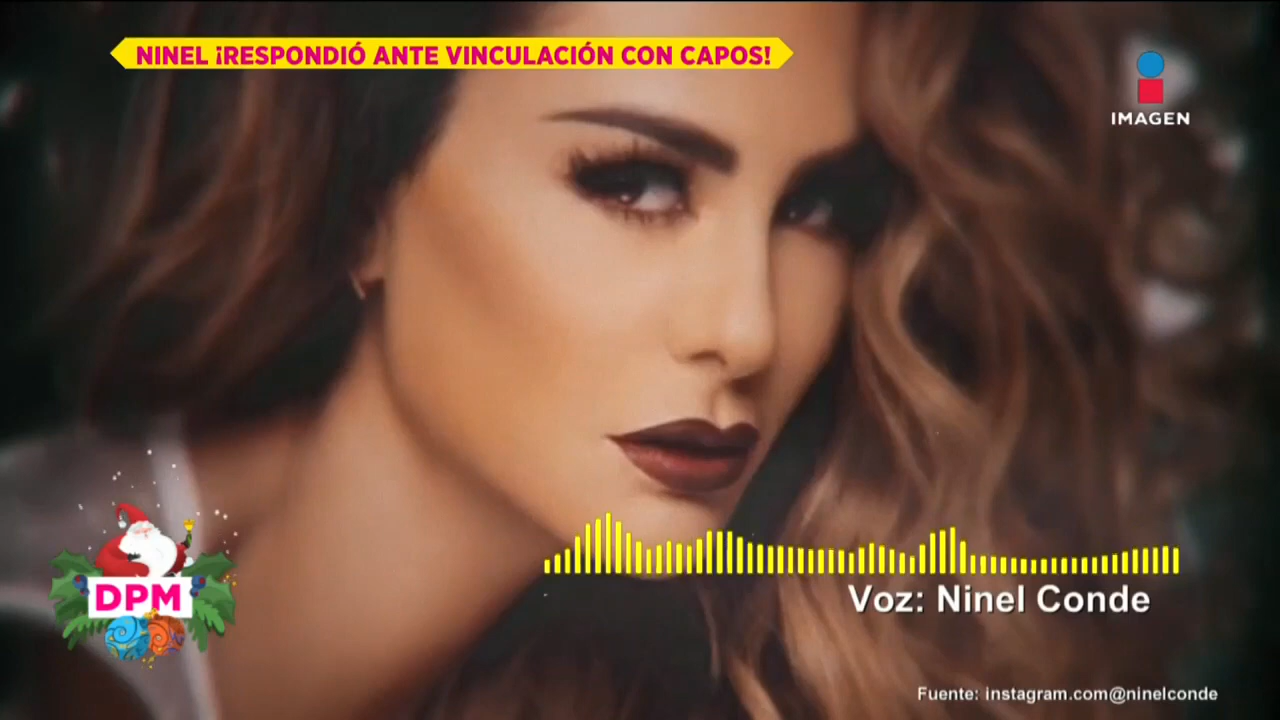 NINEL ¡RESPONDIÓ ANTE VINCULACIÓN CON CAPOS!
IMAGEN
DPM
Voz: Ninel Conde
Fuente: instagram.com@ninelconde